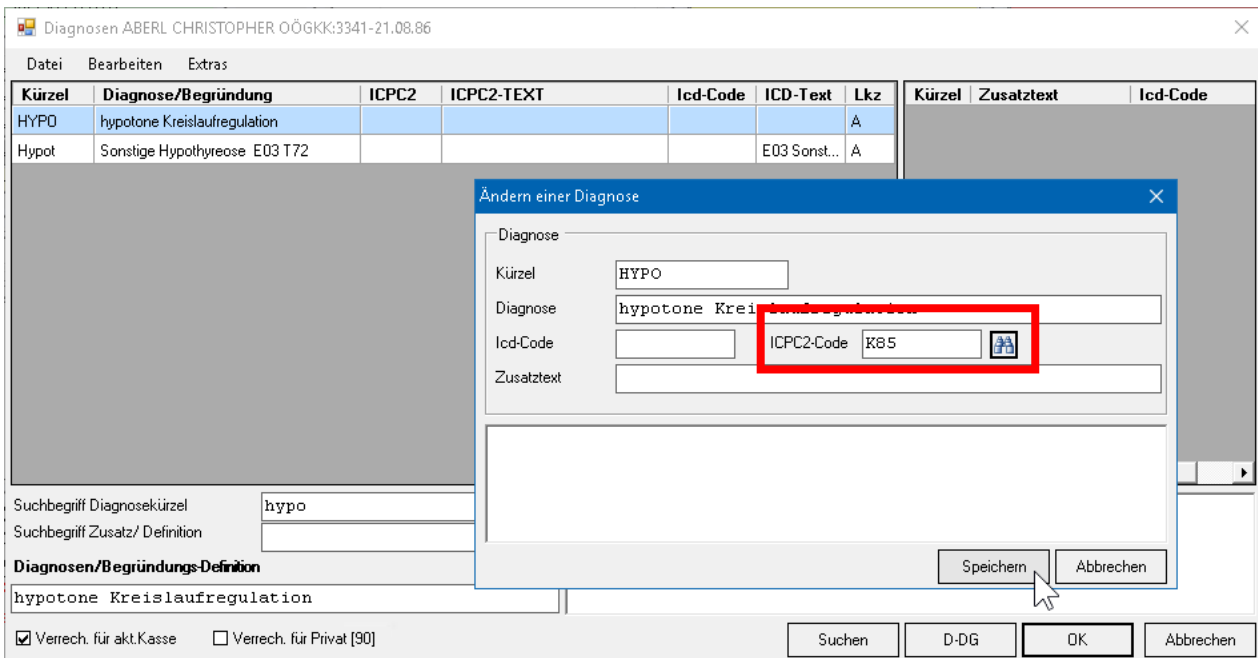 Diagnosen ABERL CHRISTOPHER OÖGKK:3341-21.08.86
Datei Bearbeiten Extras
Kürzel Diagnose/Begründung ICPC2 ICPC2-TEXT Icd-Code ICD-Text Lkz Kürzel Zusatztext Icd-Code
HYPO hypotone Kreislaufregulation A
Hypot Sonstige Hypothyreose E03 T72 E03 Sonst... A
Ändern einer Diagnose
Diagnose
Kürzel HYPO
Diagnose hypotone Kreislaufregulation
Icd-Code ICPC2-Code K85
Zusatztext
Speichern Abbrechen
Suchbegriff Diagnosekürzel hypo
Suchbegriff Zusatz/ Definition
Diagnosen/Begründungs-Definition
hypotone Kreislaufregulation
Verrech. für akt.Kasse Verrech. für Privat [90] Suchen D-DG OK Abbrechen